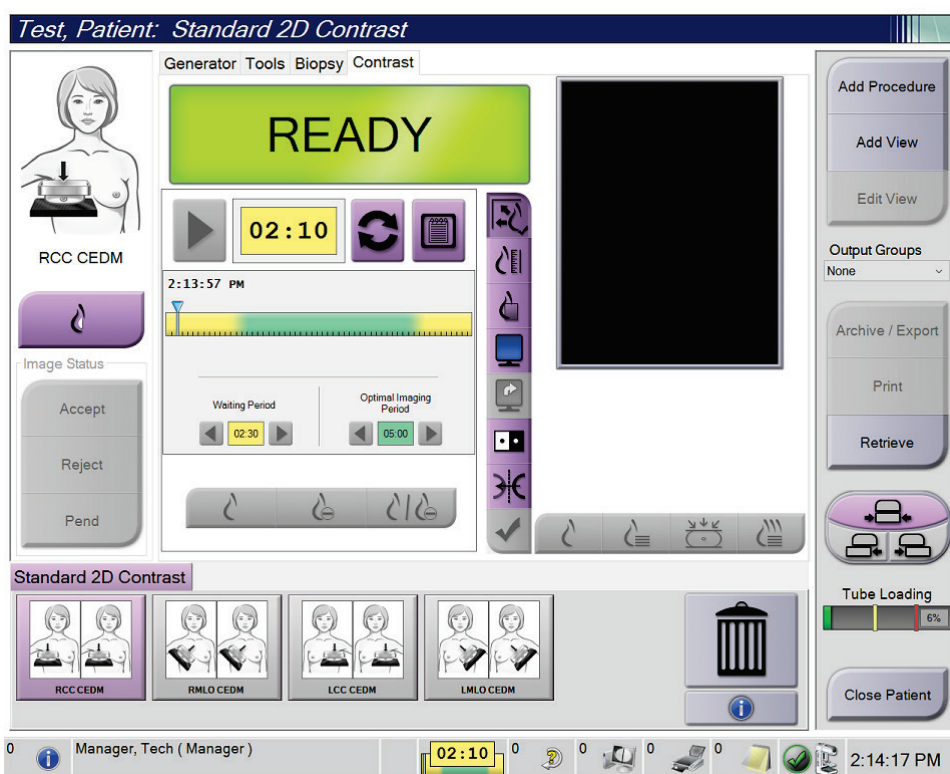 Test, Patient: Standard 2D Contrast
Generator Tools Biopsy Contrast
READY
02:10
RCC CEDM
2:13:57 PM
Waiting Period
02:30
Optimal Imaging
Period
05:00
Image Status
Accept
Reject
Pend
Add Procedure
Add View
Edit View
Output Groups
None
Archive / Export
Print
Retrieve
Tube Loading
6%
Close Patient
Standard 2D Contrast
RCC CEDM
RMLO CEDM
LCC CEDM
LMLO CEDM
0
Manager, Tech ( Manager )
02:10
0
0
0
0
2:14:17 PM